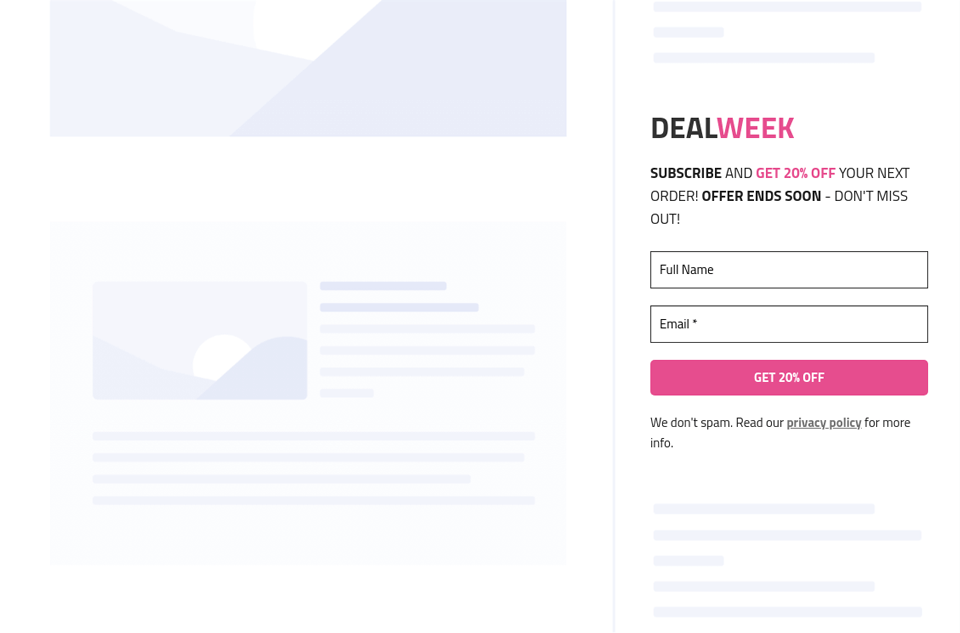 DEALWEEK
SUBSCRIBE AND GET 20% OFF YOUR NEXT
ORDER! OFFER ENDS SOON - DON'T MISS
OUT!
Full Name
Email *
GET 20% OFF
We don't spam. Read our privacy policy for more
info.